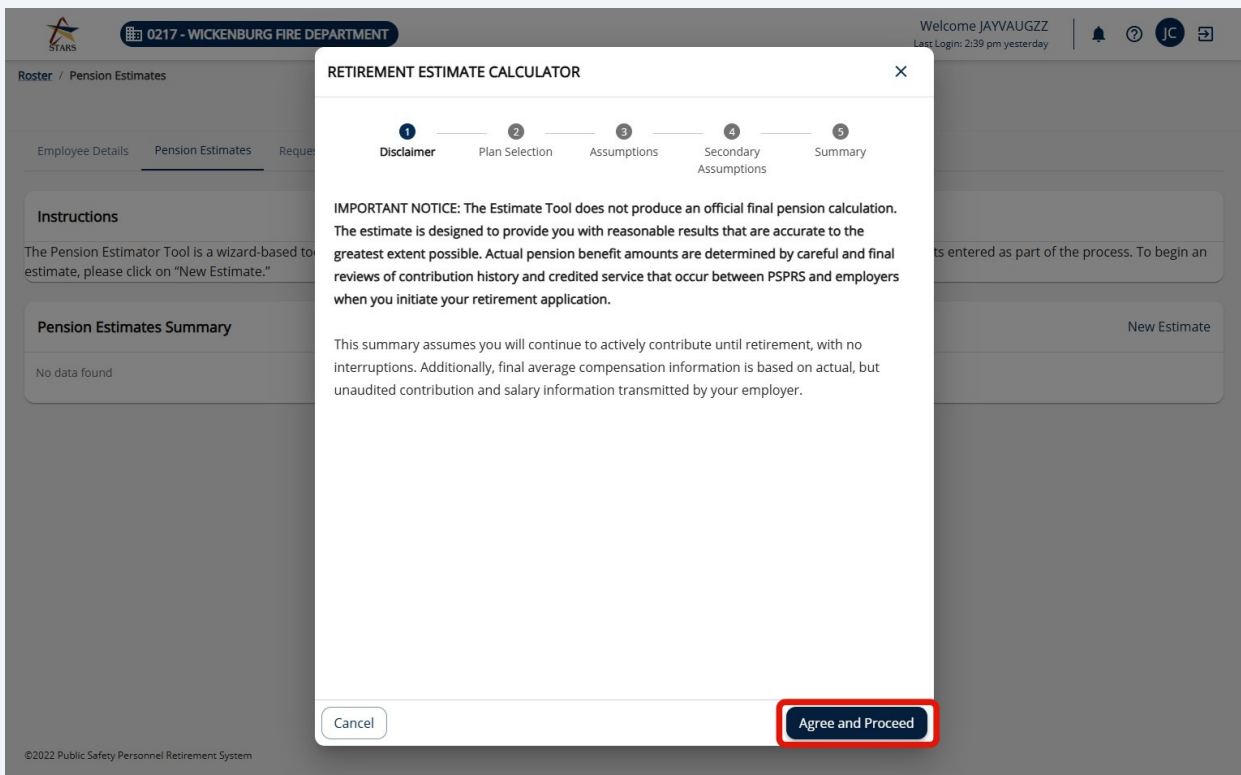 STARS
0217 - WICKENBURG FIRE DEPARTMENT
Welcome JAYVAUGZZ
Last Login: 2:39 pm yesterday
JC
Roster / Pension Estimates
Employee Details Pension Estimates Reque
Instructions
The Pension Estimator Tool is a wizard-based to
ts entered as part of the process. To begin an
estimate, please click on "New Estimate."
Pension Estimates Summary
New Estimate
No data found
RETIREMENT ESTIMATE CALCULATOR
1 2 3 4 5
Disclaimer Plan Selection Assumptions Secondary Summary
Assumptions
IMPORTANT NOTICE: The Estimate Tool does not produce an official final pension calculation.
The estimate is designed to provide you with reasonable results that are accurate to the
greatest extent possible. Actual pension benefit amounts are determined by careful and final
reviews of contribution history and credited service that occur between PSPRS and employers
when you initiate your retirement application.
This summary assumes you will continue to actively contribute until retirement, with no
interruptions. Additionally, final average compensation information is based on actual, but
unaudited contribution and salary information transmitted by your employer.
Cancel
Agree and Proceed
©2022 Public Safety Personnel Retirement System